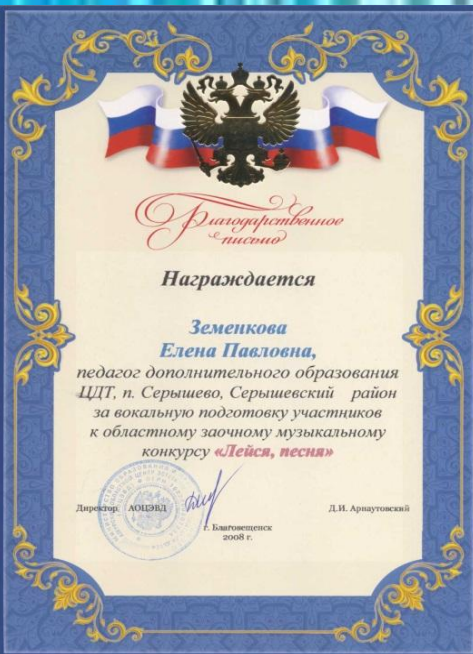 Благодарственное
письмо
Награждается
Земенкова
Елена Павловна,
педагог дополнительного образования
ЦДТ, п. Серышево, Серышевский район
за вокальную подготовку участников
к областному заочному музыкальному
конкурсу «Лейся, песня»
Директор АОЦЭВД Д.И. Арнаутовский
г. Благовещенск
2008 г.